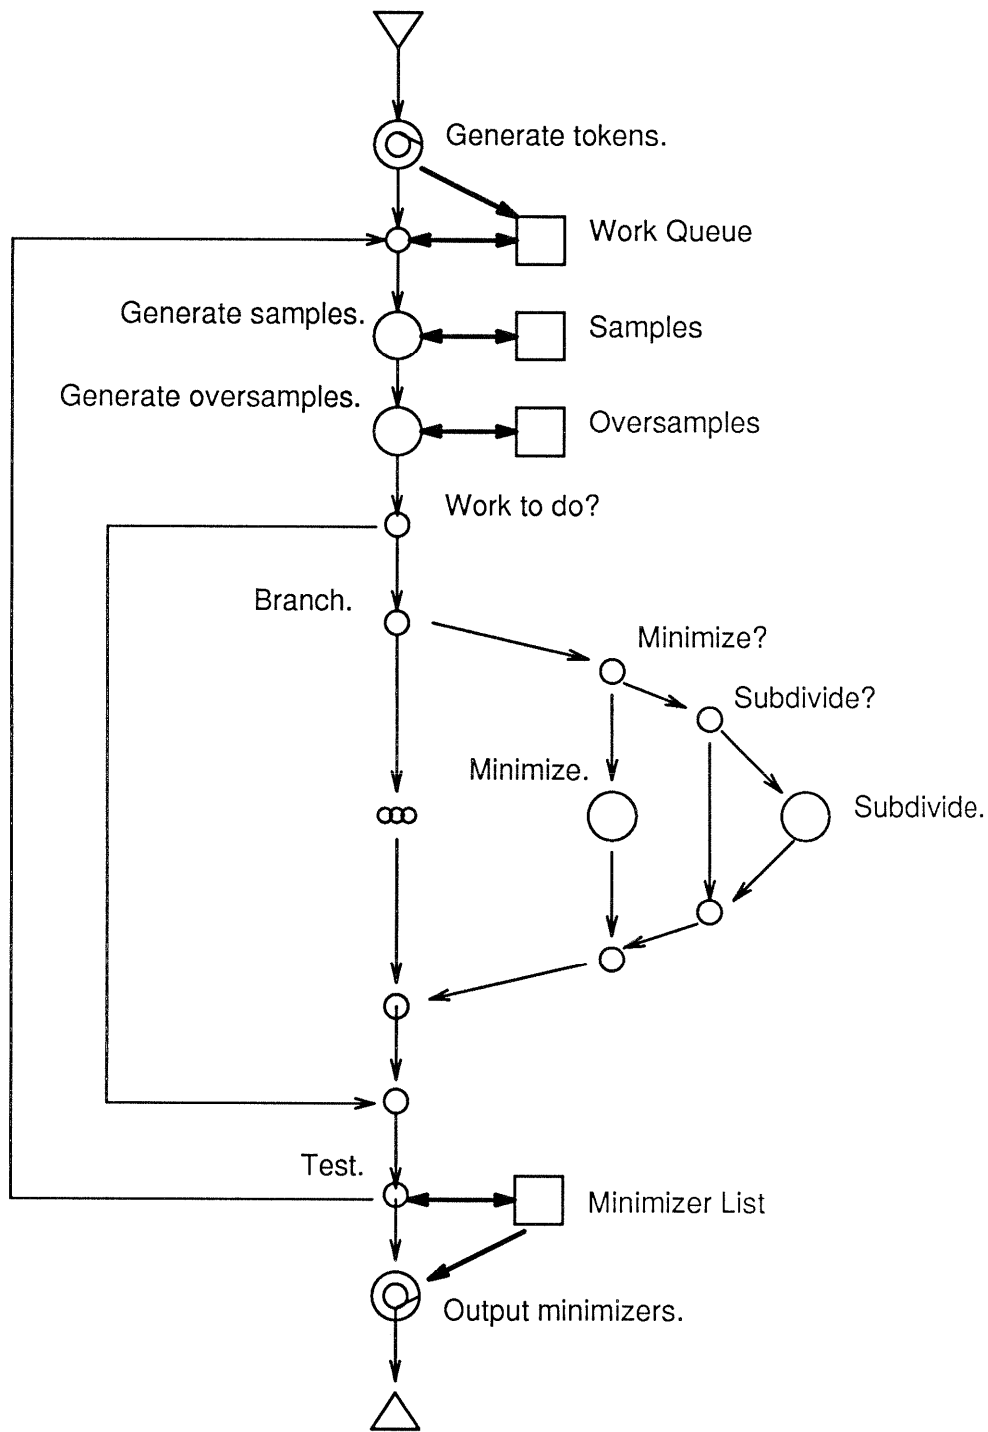 Generate tokens.
Work Queue
Generate samples.
Samples
Generate oversamples.
Oversamples
Work to do?
Branch.
Minimize?
Subdivide?
Minimize.
Subdivide.
Test.
Minimizer List
Output minimizers.